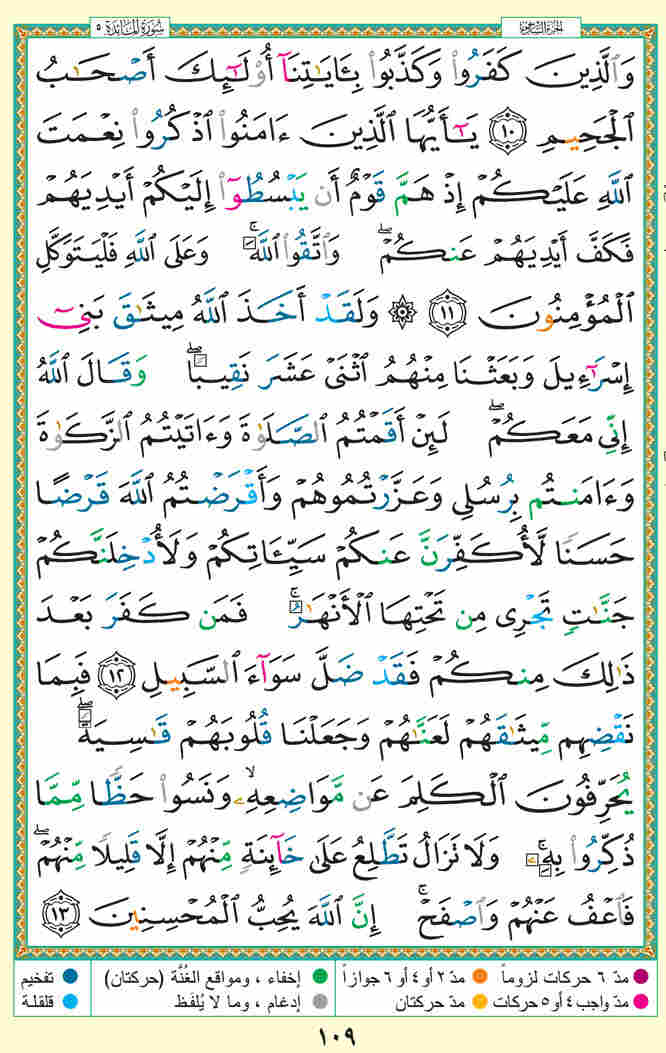 سُورَةُ المَائدَة ٥
الجزء السادس
وَٱلَّذِينَ كَفَرُوا۟ وَكَذَّبُوا۟ بِـَٔايَـٰتِنَآ أُو۟لَـٰٓئِكَ أَصْحَـٰبُ
ٱلْجَحِيمِ ١٠ يَـٰٓأَيُّهَا ٱلَّذِينَ ءَامَنُوا۟ ٱذْكُرُوا۟ نِعْمَتَ
ٱللَّهِ عَلَيْكُمْ إِذْ هَمَّ قَوْمٌ أَن يَبْسُطُوٓا۟ إِلَيْكُمْ أَيْدِيَهُمْ
فَكَفَّ أَيْدِيَهُمْ عَنكُمْ ۖ وَٱتَّقُوا۟ ٱللَّهَ ۚ وَعَلَى ٱللَّهِ فَلْيَتَوَكَّلِ
ٱلْمُؤْمِنُونَ ١١ ۞ وَلَقَدْ أَخَذَ ٱللَّهُ مِيثَـٰقَ بَنِىٓ
إِسْرَٰٓءِيلَ وَبَعَثْنَا مِنْهُمُ ٱثْنَىْ عَشَرَ نَقِيبًا ۖ وَقَالَ ٱللَّهُ
إِنِّى مَعَكُمْ ۖ لَئِنْ أَقَمْتُمُ ٱلصَّلَوٰةَ وَءَاتَيْتُمُ ٱلزَّكَوٰةَ
وَءَامَنتُم بِرُسُلِى وَعَزَّرْتُمُوهُمْ وَأَقْرَضْتُمُ ٱللَّهَ قَرْضًا
حَسَنًا لَّأُكَفِّرَنَّ عَنكُمْ سَيِّـَٔاتِكُمْ وَلَأُدْخِلَنَّكُمْ
جَنَّـٰتٍ تَجْرِى مِن تَحْتِهَا ٱلْأَنْهَـٰرُ ۚ فَمَن كَفَرَ بَعْدَ
ذَٰلِكَ مِنكُمْ فَقَدْ ضَلَّ سَوَآءَ ٱلسَّبِيلِ ١٢ فَبِمَا
نَقْضِهِم مِّيثَـٰقَهُمْ لَعَنَّـٰهُمْ وَجَعَلْنَا قُلُوبَهُمْ قَـٰسِيَةً ۖ
يُحَرِّفُونَ ٱلْكَلِمَ عَن مَّوَاضِعِهِۦ ۙ وَنَسُوا۟ حَظًّا مِّمَّا
ذُكِّرُوا۟ بِهِۦ ۚ وَلَا تَزَالُ تَطَّلِعُ عَلَىٰ خَآئِنَةٍ مِّنْهُمْ إِلَّا قَلِيلًا مِّنْهُمْ ۖ
فَٱعْفُ عَنْهُمْ وَٱصْفَحْ ۚ إِنَّ ٱللَّهَ يُحِبُّ ٱلْمُحْسِنِينَ ١٣
مدّ ٦ حركات لزوماً مدّ ٢ أو ٤ أو ٦ جوازاً إخفاء ، ومواقع الغُنَّة (حركتان) تفخيم
مدّ واجب ٤ أو ٥ حركات مدّ حركتان إدغام ، وما لا يُلفَظ قلقلة
١٠٩